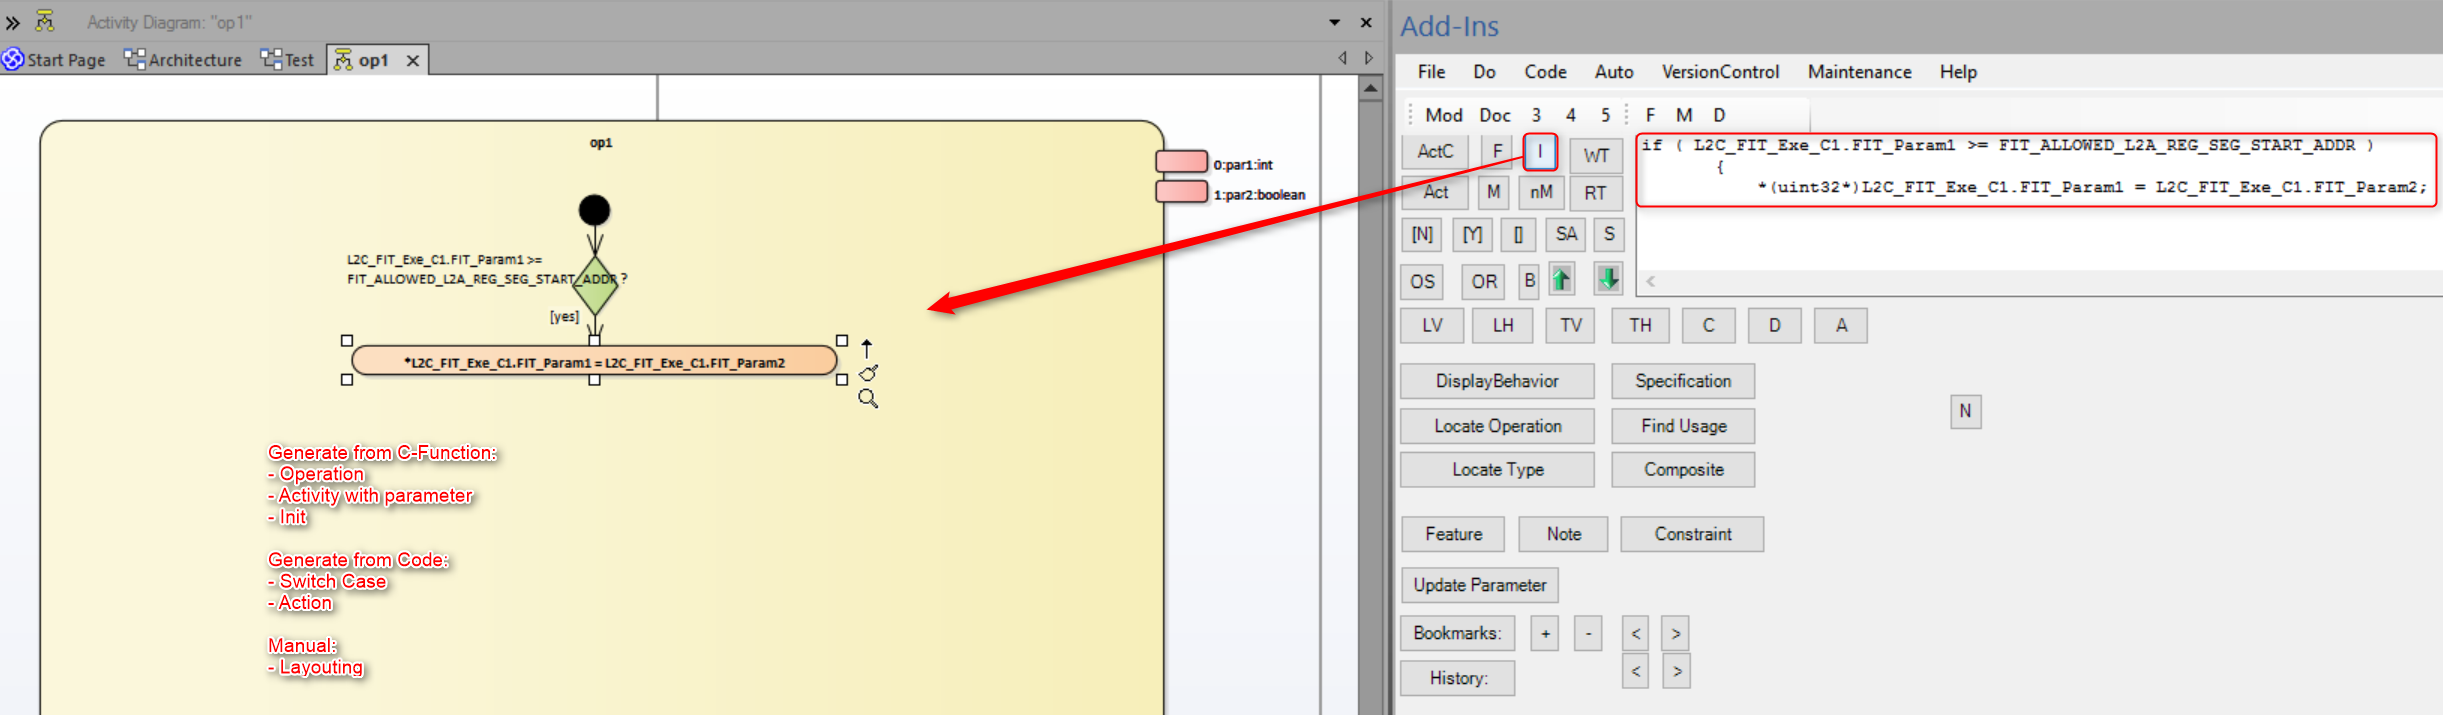 Activity Diagram: "op1"
Start Page
Architecture
Test
op1
op1
0:par1:int
1:par2:boolean
L2C_FIT_Exe_C1.FIT_Param1 >=
FIT_ALLOWED_L2A_REG_SEG_START_ADDR ?
[yes]
*L2C_FIT_Exe_C1.FIT_Param1 = L2C_FIT_Exe_C1.FIT_Param2
Generate from C-Function:
- Operation
- Activity with parameter
- Init
Generate from Code:
- Switch Case
- Action
Manual:
- Layouting
Add-Ins
File Do Code Auto VersionControl Maintenance Help
Mod Doc 3 4 5 F M D
ActC F I WT
Act M nM RT
[N] [Y] [] SA S
OS OR B
if ( L2C_FIT_Exe_C1.FIT_Param1 >= FIT_ALLOWED_L2A_REG_SEG_START_ADDR )
{
*(uint32*)L2C_FIT_Exe_C1.FIT_Param1 = L2C_FIT_Exe_C1.FIT_Param2;
<
LV LH TV TH C D A
DisplayBehavior Specification
N
Locate Operation Find Usage
Locate Type Composite
Feature Note Constraint
Update Parameter
Bookmarks: + - < >
History: < >